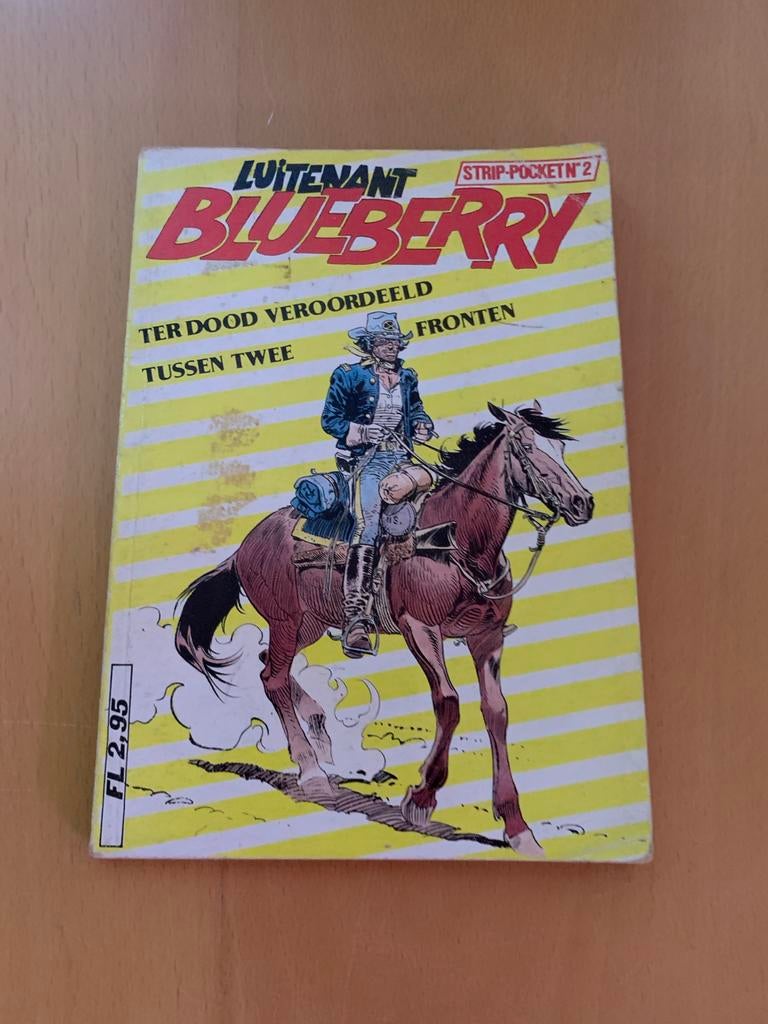 LUITENANT
STRIP-POCKET N° 2
BLUEBERRY
TER DOOD VEROORDEELD
TUSSEN TWEE FRONTEN
U.S.
FL 2,95